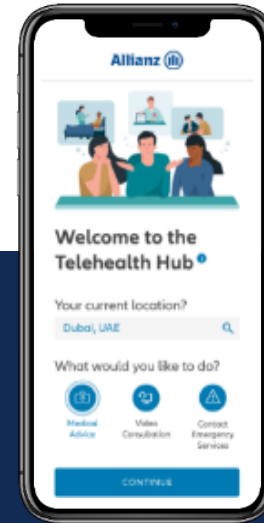 Allianz
Welcome to the
Telehealth Hub
Your current location?
Dubai, UAE
What would you like to do?
Medical
Advice
Video
Consultation
Contact
Emergency
Services
CONTINUE